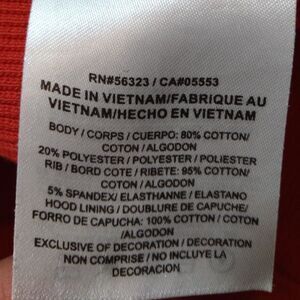 RN#56323 / CA#05553
MADE IN VIETNAM/FABRIQUE AU
VIETNAM/HECHO EN VIETNAM
BODY / CORPS / CUERPO: 80% COTTON/
COTON / ALGODON
20% POLYESTER / POLYESTER / POLIESTER
RIB / BORD COTE / RIBETE: 95% COTTON/
COTON / ALGODON
5% SPANDEX/ ELASTHANNE / ELASTANO
HOOD LINING / DOUBLURE DE CAPUCHE/
FORRO DE CAPUCHA: 100% COTTON / COTON
/ALGODON
EXCLUSIVE OF DECORATION / DECORATION
NON COMPRISE / NO INCLUYE LA
DECORACION